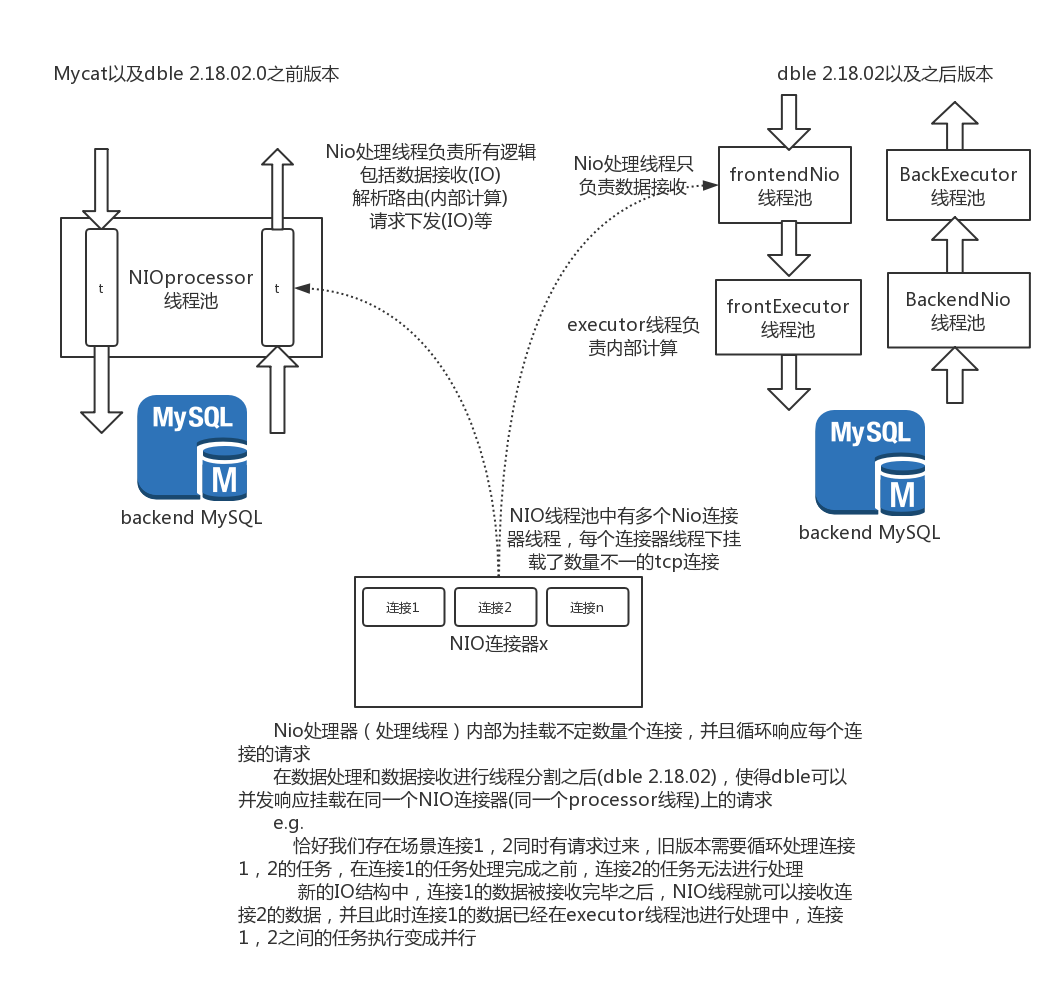 Mycat以及dble 2.18.02.0之前版本
dble 2.18.02以及之后版本
Nio处理线程负责所有逻辑
包括数据接收(IO)
解析路由(内部计算)
请求下发(IO)等
Nio处理线程只
负责数据接收
frontendNio
线程池
BackExecutor
线程池
t
NIOprocessor
线程池
t
executor线程负
责内部计算
frontExecutor
线程池
BackendNio
线程池
MySQL
M
backend MySQL
MySQL
M
backend MySQL
NIO线程池中有多个Nio连接
器线程，每个连接器线程下挂
载了数量不一的tcp连接
连接1
连接2
连接n
NIO连接器x
Nio处理器（处理线程）内部为挂载不定数量个连接，并且循环响应每个连
接的请求
在数据处理和数据接收进行线程分割之后(dble 2.18.02)，使得dble可以
并发响应挂载在同一个NIO连接器(同一个processor线程)上的请求
e.g.
恰好我们存在场景连接1，2同时有请求过来，旧版本需要循环处理连接
1，2的任务，在连接1的任务处理完成之前，连接2的任务无法进行处理
新的IO结构中，连接1的数据被接收完毕之后，NIO线程就可以接收连
接2的数据，并且此时连接1的数据已经在executor线程池进行处理中，连接
1，2之间的任务执行变成并行